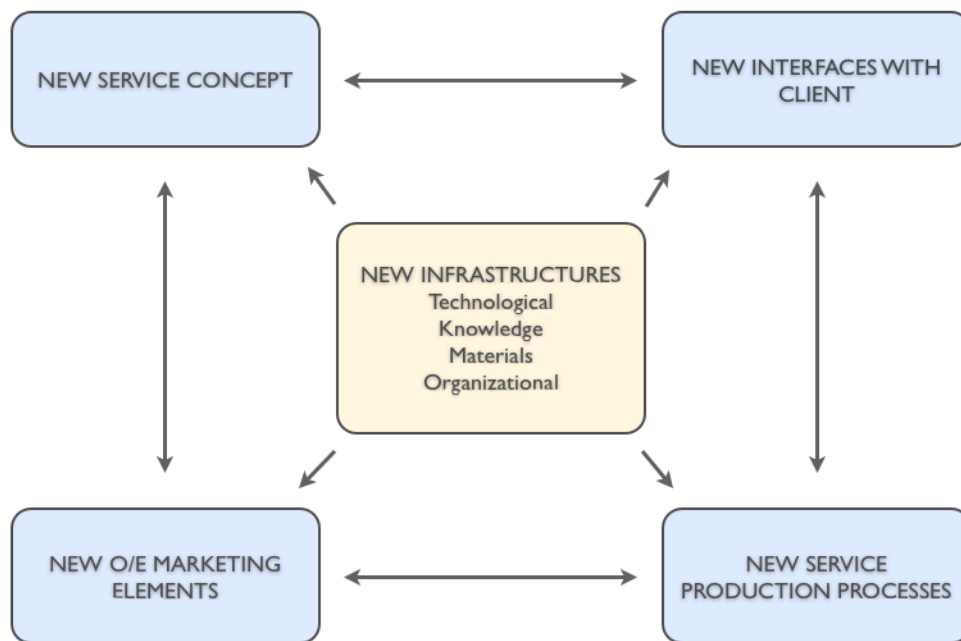 NEW SERVICE CONCEPT
NEW INTERFACES WITH
CLIENT
NEW INFRASTRUCTURES
Technological
Knowledge
Materials
Organizational
NEW O/E MARKETING
ELEMENTS
NEW SERVICE
PRODUCTION PROCESSES